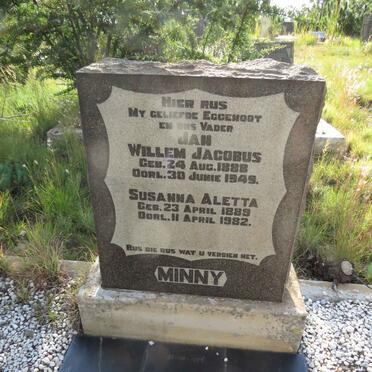 HIER RUS
MY GELIEFDE EGGENOOT
EN ONS VADER
JAN
WILLEM JACOBUS
GEB. 24 AUG. 1888
OORL. 30 JUNIE 1949.
SUSANNA ALETTA
GEB. 23 APRIL 1889
OORL. 11 APRIL 1982.
RUS DIE RUS WAT U VERDIEN HET.
MINNY